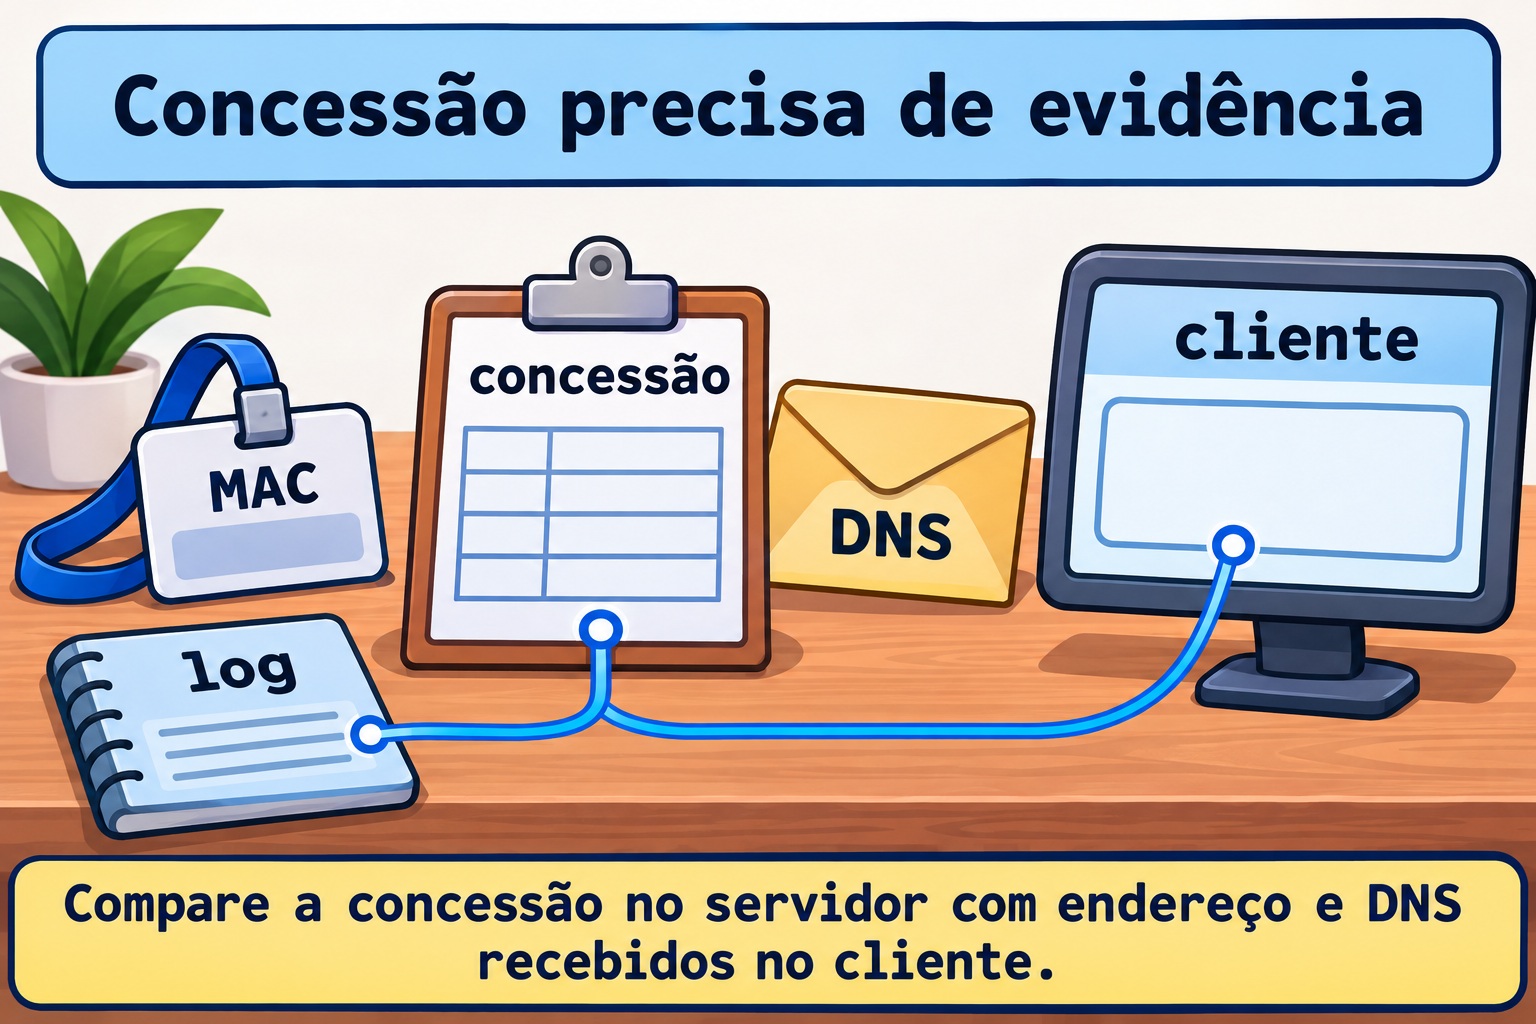 Concessão precisa de evidência
concessão
cliente
MAC
DNS
log
Compare a concessão no servidor com endereço e DNS
recebidos no cliente.